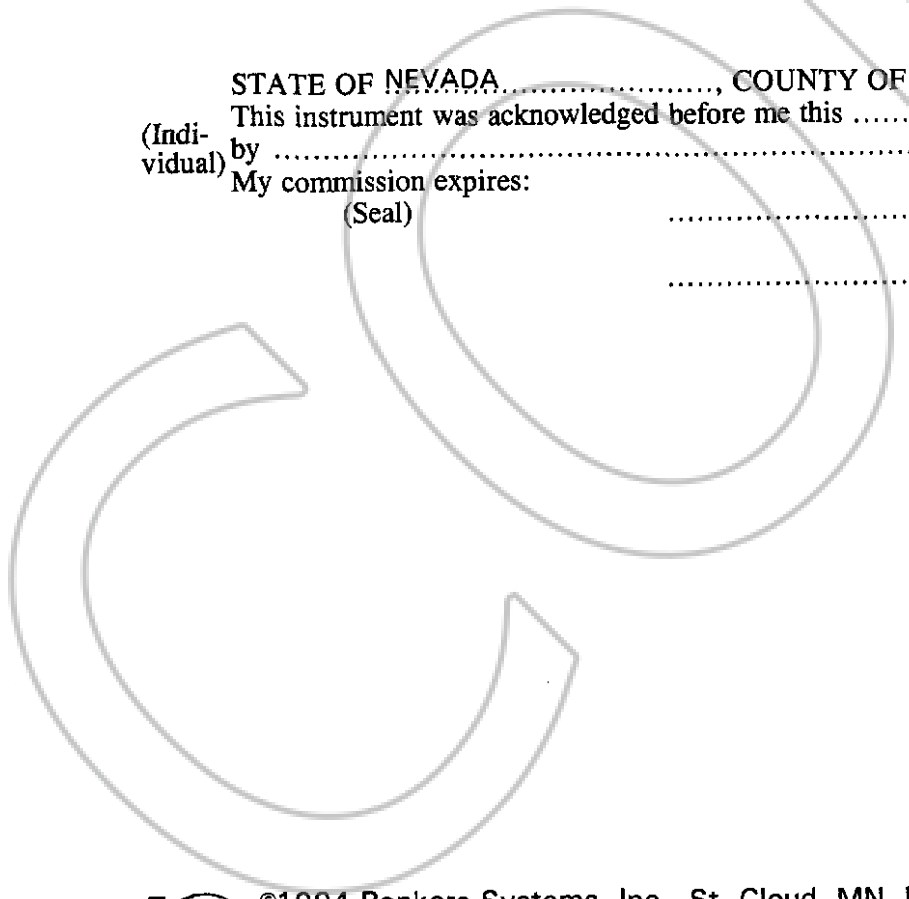 STATE OF NEVADA......................, COUNTY OF
This instrument was acknowledged before me this ......
(Indi-vidual) by ..............................................................
My commission expires:
(Seal) ........................
........................
©1994 Bankers Systems, Inc., St. Cloud, MN